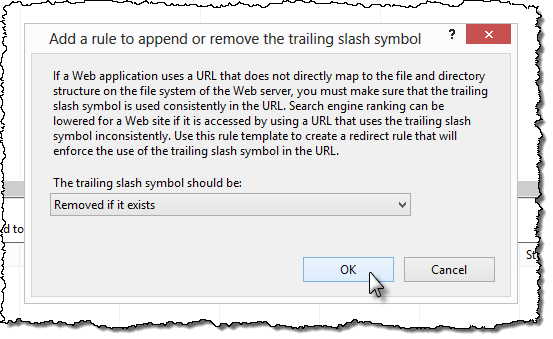 Add a rule to append or remove the trailing slash symbol
?
If a Web application uses a URL that does not directly map to the file and directory
structure on the file system of the Web server, you must make sure that the trailing
slash symbol is used consistently in the URL. Search engine ranking can be
lowered for a Web site if it is accessed by using a URL that uses the trailing slash
symbol inconsistently. Use this rule template to create a redirect rule that will
enforce the use of the trailing slash symbol in the URL.
The trailing slash symbol should be:
Removed if it exists
d to
St
OK Cancel